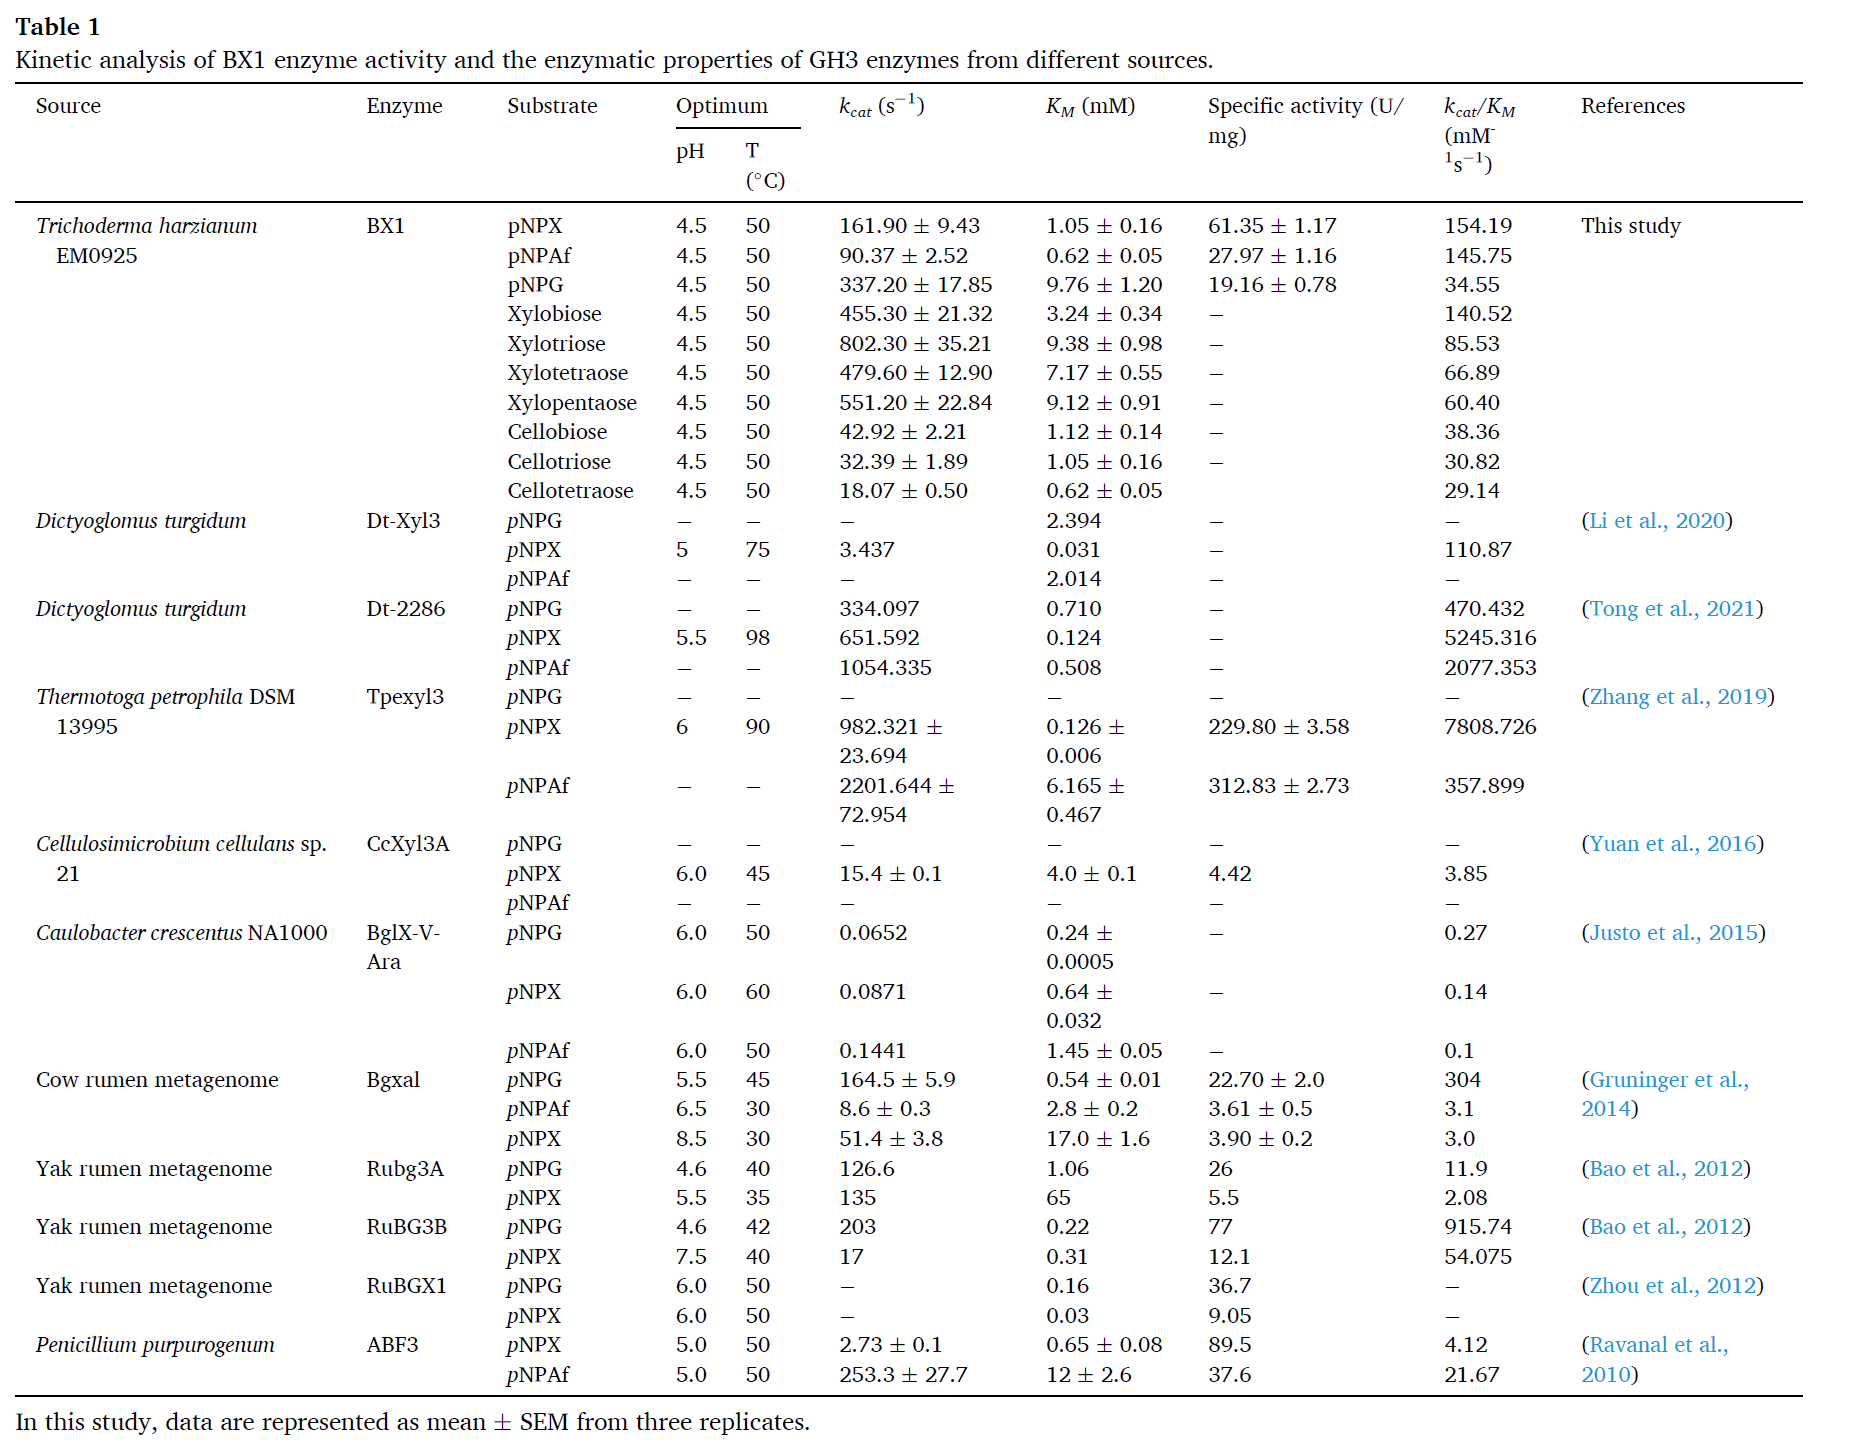 Table 1
Kinetic analysis of BX1 enzyme activity and the enzymatic properties of GH3 enzymes from different sources.
Source Enzyme Substrate Optimum kcat (s−1) KM (mM) Specific activity (U/ kcat/KM References
mg) (mM-
pH T 1s−1)
(°C)
Trichoderma harzianum BX1 pNPX 4.5 50 161.90 ± 9.43 1.05 ± 0.16 61.35 ± 1.17 154.19 This study
EM0925 pNPAf 4.5 50 90.37 ± 2.52 0.62 ± 0.05 27.97 ± 1.16 145.75
pNPG 4.5 50 337.20 ± 17.85 9.76 ± 1.20 19.16 ± 0.78 34.55
Xylobiose 4.5 50 455.30 ± 21.32 3.24 ± 0.34 – 140.52
Xylotriose 4.5 50 802.30 ± 35.21 9.38 ± 0.98 – 85.53
Xylotetraose 4.5 50 479.60 ± 12.90 7.17 ± 0.55 – 66.89
Xylopentaose 4.5 50 551.20 ± 22.84 9.12 ± 0.91 – 60.40
Cellobiose 4.5 50 42.92 ± 2.21 1.12 ± 0.14 – 38.36
Cellotriose 4.5 50 32.39 ± 1.89 1.05 ± 0.16 – 30.82
Cellotetraose 4.5 50 18.07 ± 0.50 0.62 ± 0.05 29.14
Dictyoglomus turgidum Dt-Xyl3 pNPG – – – 2.394 – – (Li et al., 2020)
pNPX 5 75 3.437 0.031 – 110.87
pNPAf – – – 2.014 – –
Dictyoglomus turgidum Dt-2286 pNPG – – 334.097 0.710 – 470.432 (Tong et al., 2021)
pNPX 5.5 98 651.592 0.124 – 5245.316
pNPAf – – 1054.335 0.508 – 2077.353
Thermotoga petrophila DSM Tpexyl3 pNPG – – – – – – (Zhang et al., 2019)
13995 pNPX 6 90 982.321 ± 0.126 ± 229.80 ± 3.58 7808.726
23.694 0.006
pNPAf – – 2201.644 ± 6.165 ± 312.83 ± 2.73 357.899
72.954 0.467
Cellulosimicrobium cellulans sp. CcXyl3A pNPG – – – – – – (Yuan et al., 2016)
21 pNPX 6.0 45 15.4 ± 0.1 4.0 ± 0.1 4.42 3.85
pNPAf – – – – – –
Caulobacter crescentus NA1000 BglX-V- pNPG 6.0 50 0.0652 0.24 ± – 0.27 (Justo et al., 2015)
Ara 0.0005
pNPX 6.0 60 0.0871 0.64 ± – 0.14
0.032
pNPAf 6.0 50 0.1441 1.45 ± 0.05 – 0.1
Cow rumen metagenome Bgxal pNPG 5.5 45 164.5 ± 5.9 0.54 ± 0.01 22.70 ± 2.0 304 (Gruninger et al.,
pNPAf 6.5 30 8.6 ± 0.3 2.8 ± 0.2 3.61 ± 0.5 3.1 2014)
pNPX 8.5 30 51.4 ± 3.8 17.0 ± 1.6 3.90 ± 0.2 3.0
Yak rumen metagenome Rubg3A pNPG 4.6 40 126.6 1.06 26 11.9 (Bao et al., 2012)
pNPX 5.5 35 135 65 5.5 2.08
Yak rumen metagenome RuBG3B pNPG 4.6 42 203 0.22 77 915.74 (Bao et al., 2012)
pNPX 7.5 40 17 0.31 12.1 54.075
Yak rumen metagenome RuBGX1 pNPG 6.0 50 – 0.16 36.7 – (Zhou et al., 2012)
pNPX 6.0 50 – 0.03 9.05 –
Penicillium purpurogenum ABF3 pNPX 5.0 50 2.73 ± 0.1 0.65 ± 0.08 89.5 4.12 (Ravanal et al.,
pNPAf 5.0 50 253.3 ± 27.7 12 ± 2.6 37.6 21.67 2010)
In this study, data are represented as mean ± SEM from three replicates.